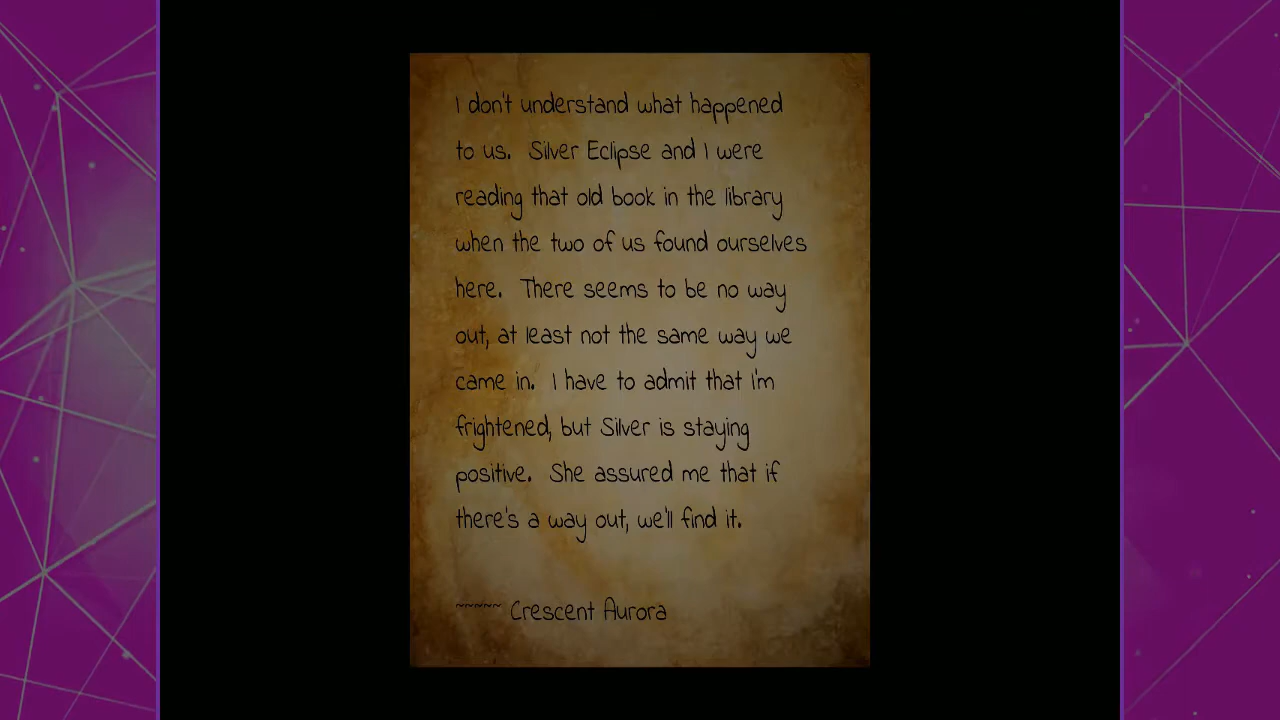 I don't understand what happened
to us.  Silver Eclipse and I were
reading that old book in the library
when the two of us found ourselves
here.  There seems to be no way
out, at least not the same way we
came in.  I have to admit that I'm
frightened, but Silver is staying
positive.  She assured me that if
there's a way out, we'll find it.
~~~~~ Crescent Aurora